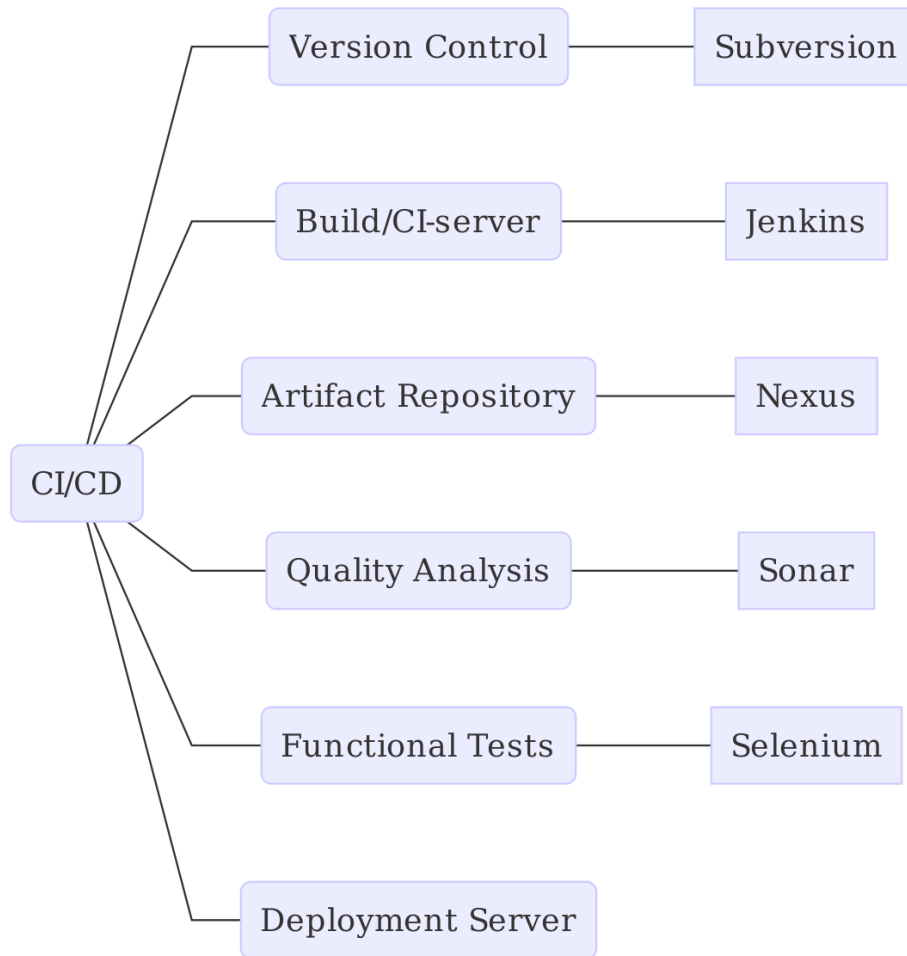 Version Control
Subversion
Build/CI-server
Jenkins
Artifact Repository
Nexus
CI/CD
Quality Analysis
Sonar
Functional Tests
Selenium
Deployment Server